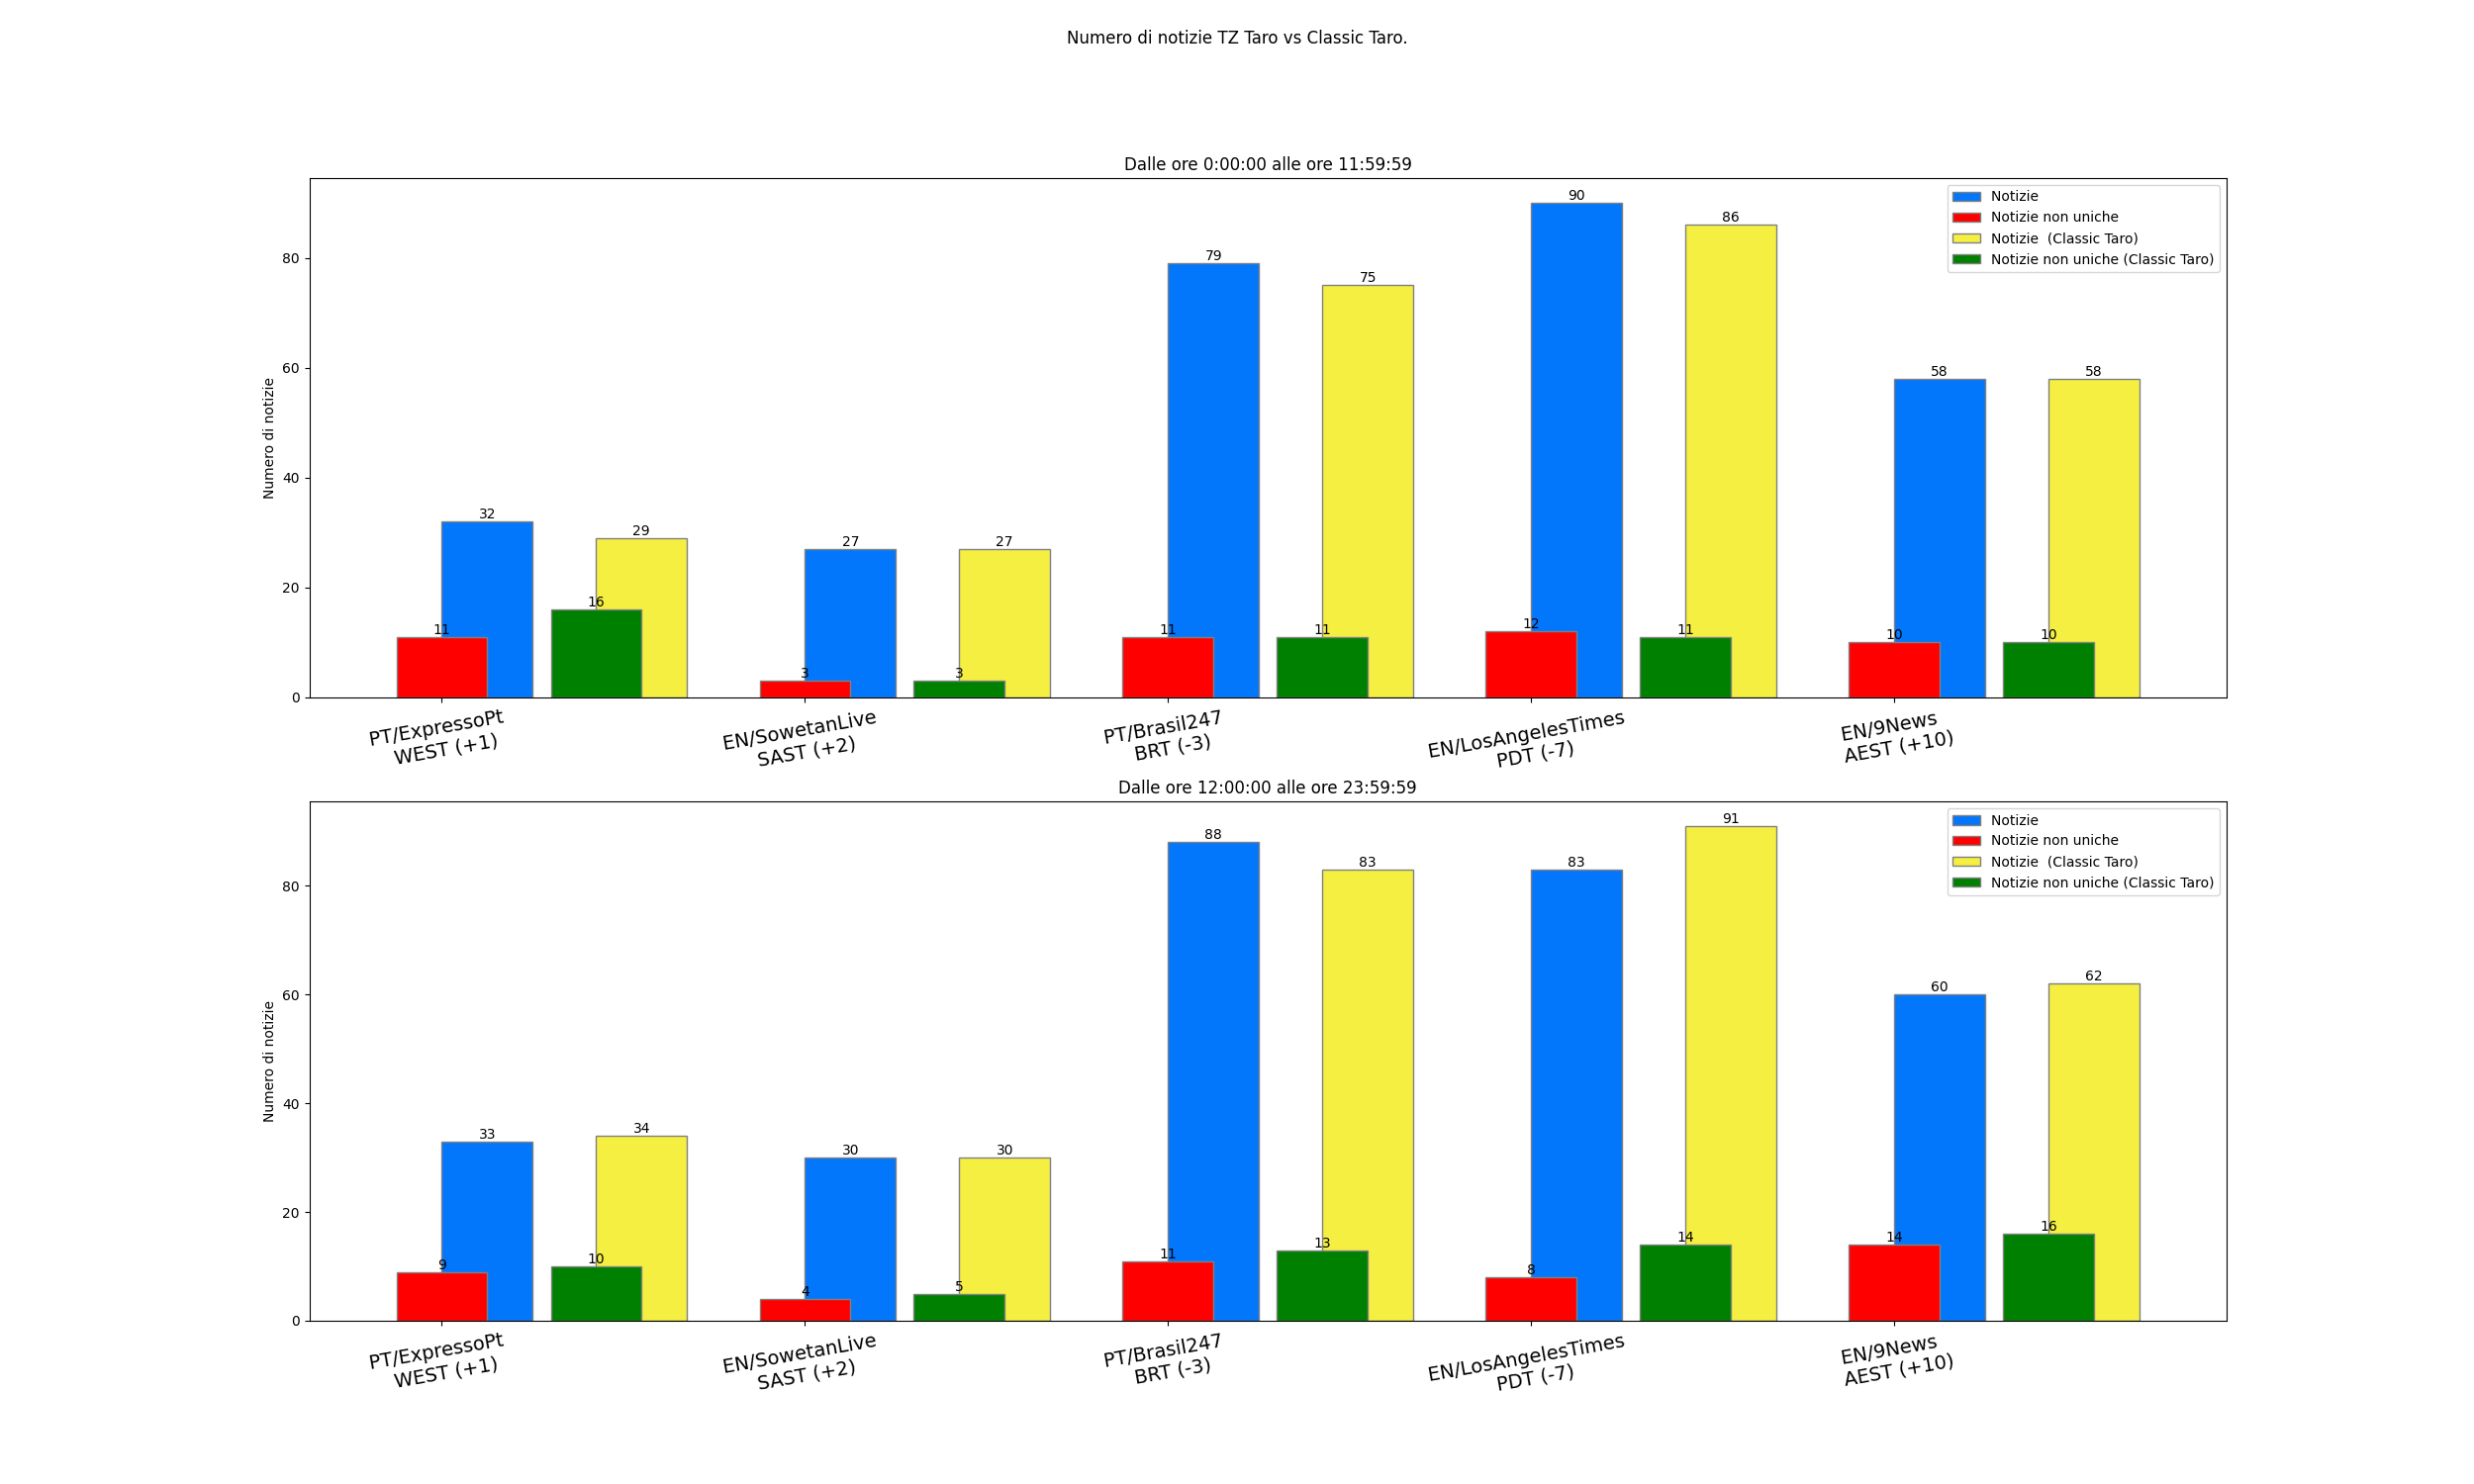 Numero di notizie TZ Taro vs Classic Taro.
Dalle ore 0:00:00 alle ore 11:59:59
Numero di notizie
80
60
40
20
0
Notizie
Notizie non uniche
Notizie  (Classic Taro)
Notizie non uniche (Classic Taro)
32
11
29
16
27
3
27
3
79
11
75
11
90
12
86
11
58
10
58
10
PT/ExpressoPt
WEST (+1)
EN/SowetanLive
SAST (+2)
PT/Brasil247
BRT (-3)
EN/LosAngelesTimes
PDT (-7)
EN/9News
AEST (+10)
Dalle ore 12:00:00 alle ore 23:59:59
Numero di notizie
80
60
40
20
0
Notizie
Notizie non uniche
Notizie  (Classic Taro)
Notizie non uniche (Classic Taro)
33
9
34
10
30
4
30
5
88
11
83
13
83
8
91
14
60
14
62
16
PT/ExpressoPt
WEST (+1)
EN/SowetanLive
SAST (+2)
PT/Brasil247
BRT (-3)
EN/LosAngelesTimes
PDT (-7)
EN/9News
AEST (+10)